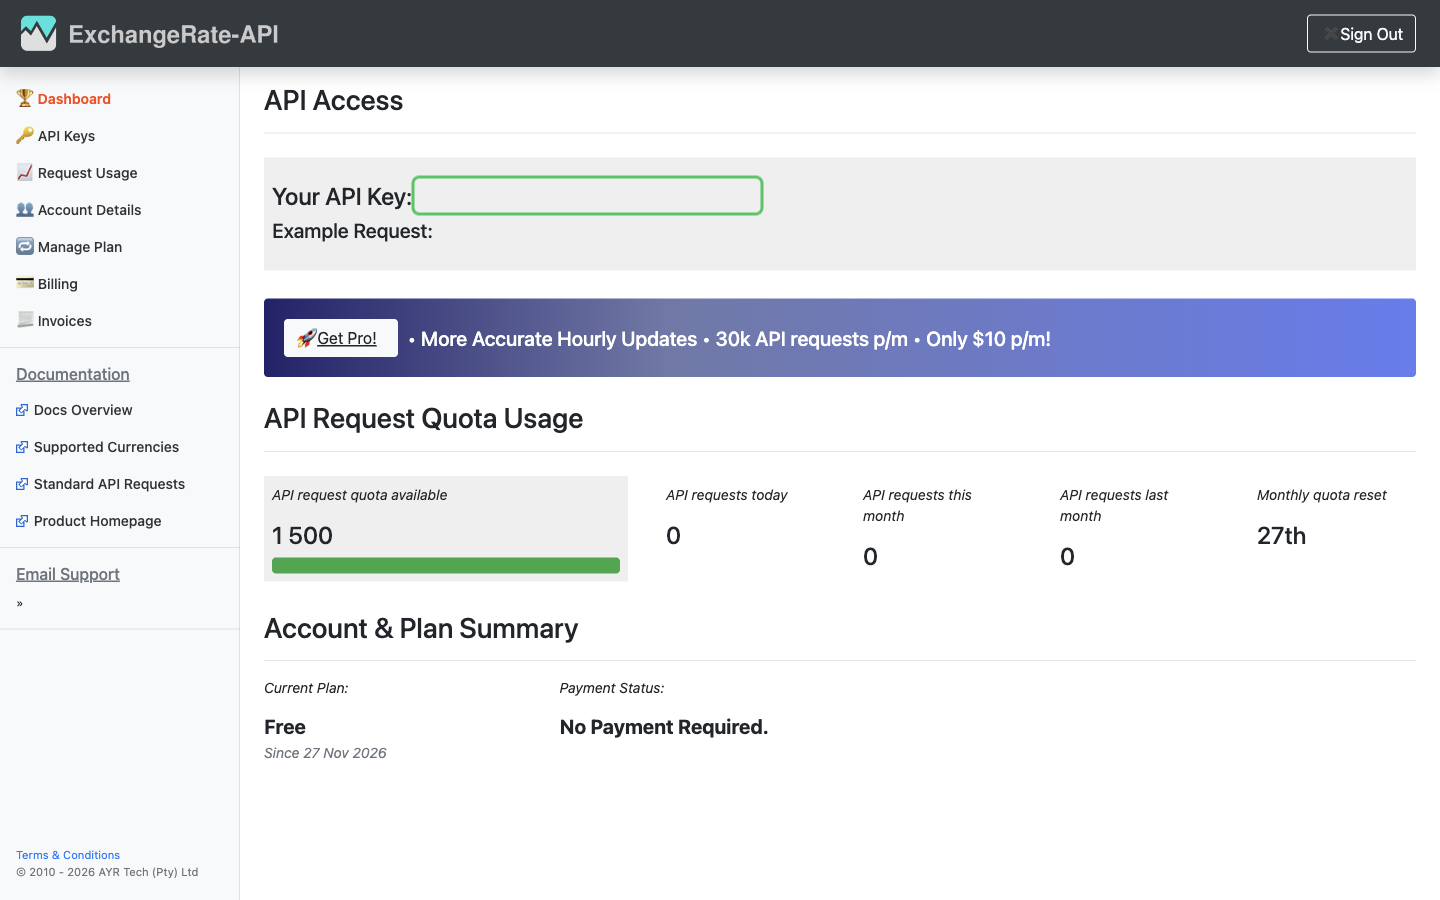 ExchangeRate-API
Sign Out
Dashboard
API Keys
Request Usage
Account Details
Manage Plan
Billing
Invoices
Documentation
Docs Overview
Supported Currencies
Standard API Requests
Product Homepage
Email Support
»
Terms & Conditions
© 2010 - 2026 AYR Tech (Pty) Ltd
API Access
Your API Key:
Example Request:
Get Pro! • More Accurate Hourly Updates • 30k API requests p/m • Only $10 p/m!
API Request Quota Usage
API request quota available
1 500
API requests today
0
API requests this
month
0
API requests last
month
0
Monthly quota reset
27th
Account & Plan Summary
Current Plan:
Free
Since 27 Nov 2026
Payment Status:
No Payment Required.